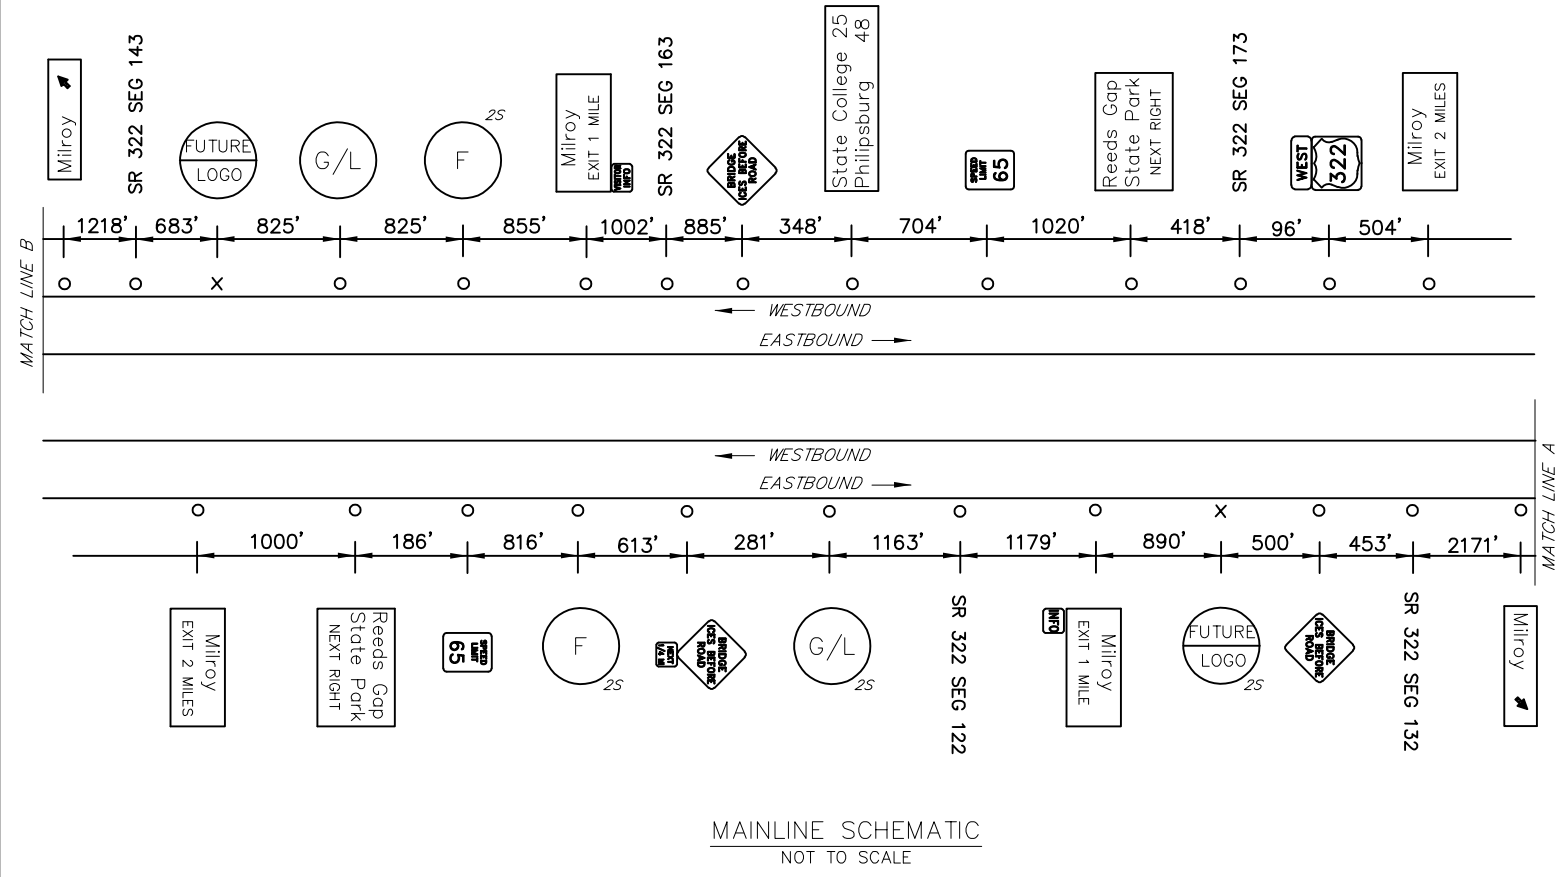 Milroy
SR 322 SEG 143
FUTURE
LOGO
G/L
F
2S
Milroy
EXIT 1 MILE
VISITOR
INFO
SR 322 SEG 163
BRIDGE
ICES BEFORE
ROAD
State College 25
Philipsburg 48
SPEED
LIMIT
65
Reeds Gap
State Park
NEXT RIGHT
SR 322 SEG 173
WEST
322
Milroy
EXIT 2 MILES
1218' 683' 825' 825' 855' 1002' 885' 348' 704' 1020' 418' 96' 504'
MATCH LINE B
X
WESTBOUND
EASTBOUND
WESTBOUND
EASTBOUND
MATCH LINE A
X
1000' 186' 816' 613' 281' 1163' 1179' 890' 500' 453' 2171'
Milroy
EXIT 2 MILES
Reeds Gap
State Park
NEXT RIGHT
SPEED
LIMIT
65
F
2S
BRIDGE
ICES BEFORE
ROAD
NEXT
1/4 MI
G/L
2S
SR 322 SEG 122
INFO
Milroy
EXIT 1 MILE
FUTURE
LOGO
2S
BRIDGE
ICES BEFORE
ROAD
SR 322 SEG 132
Milroy
MAINLINE SCHEMATIC
NOT TO SCALE